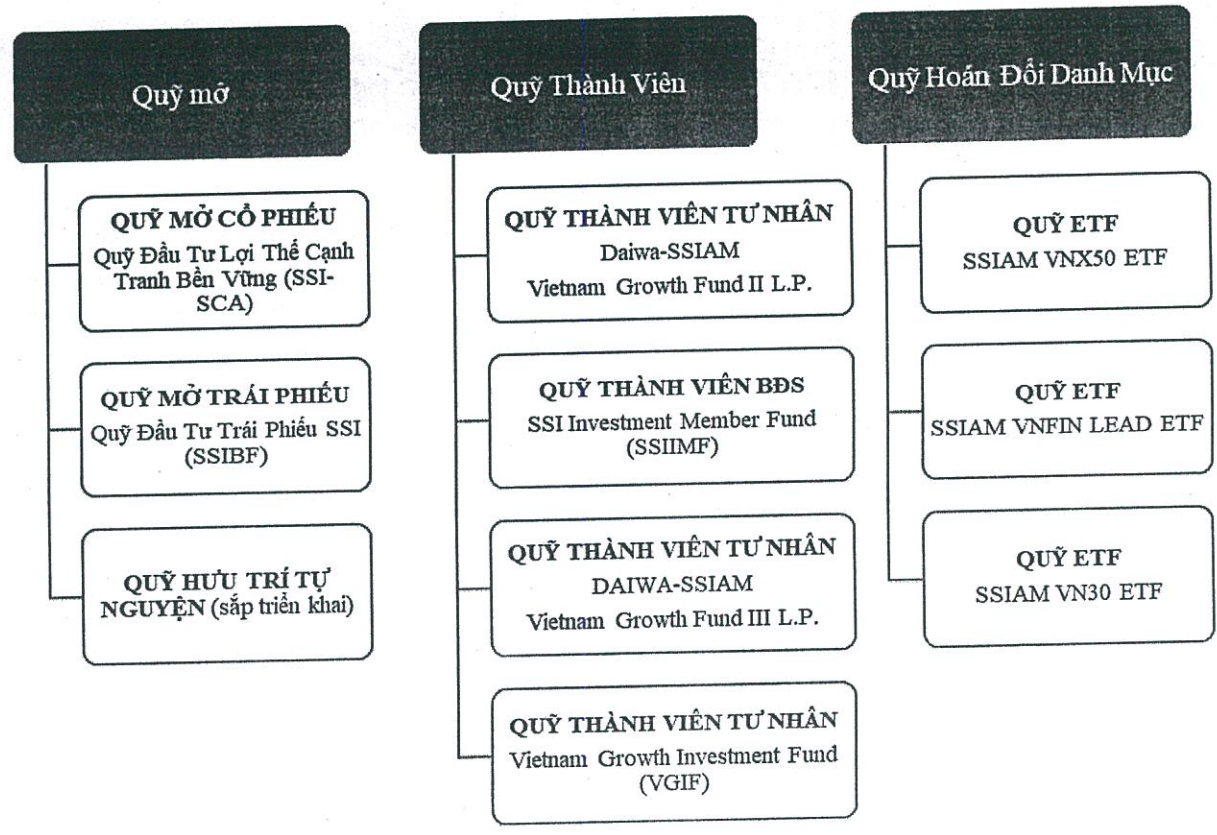 Quỹ mở
QUỸ MỞ CỔ PHIẾU
Quỹ Đầu Tư Lợi Thế Cạnh
Tranh Bền Vững (SSI-
SCA)
QUỸ MỞ TRÁI PHIẾU
Quỹ Đầu Tư Trái Phiếu SSI
(SSIBF)
QUỸ HƯU TRÍ TỰ
NGUYỆN (sắp triển khai)
Quỹ Thành Viên
QUỸ THÀNH VIÊN TƯ NHÂN
Daiwa-SSIAM
Vietnam Growth Fund II L.P.
QUỸ THÀNH VIÊN BĐS
SSI Investment Member Fund
(SSIIMF)
QUỸ THÀNH VIÊN TƯ NHÂN
DAIWA-SSIAM
Vietnam Growth Fund III L.P.
QUỸ THÀNH VIÊN TƯ NHÂN
Vietnam Growth Investment Fund
(VGIF)
Quỹ Hoán Đổi Danh Mục
QUỸ ETF
SSIAM VNX50 ETF
QUỸ ETF
SSIAM VNFIN LEAD ETF
QUỸ ETF
SSIAM VN30 ETF